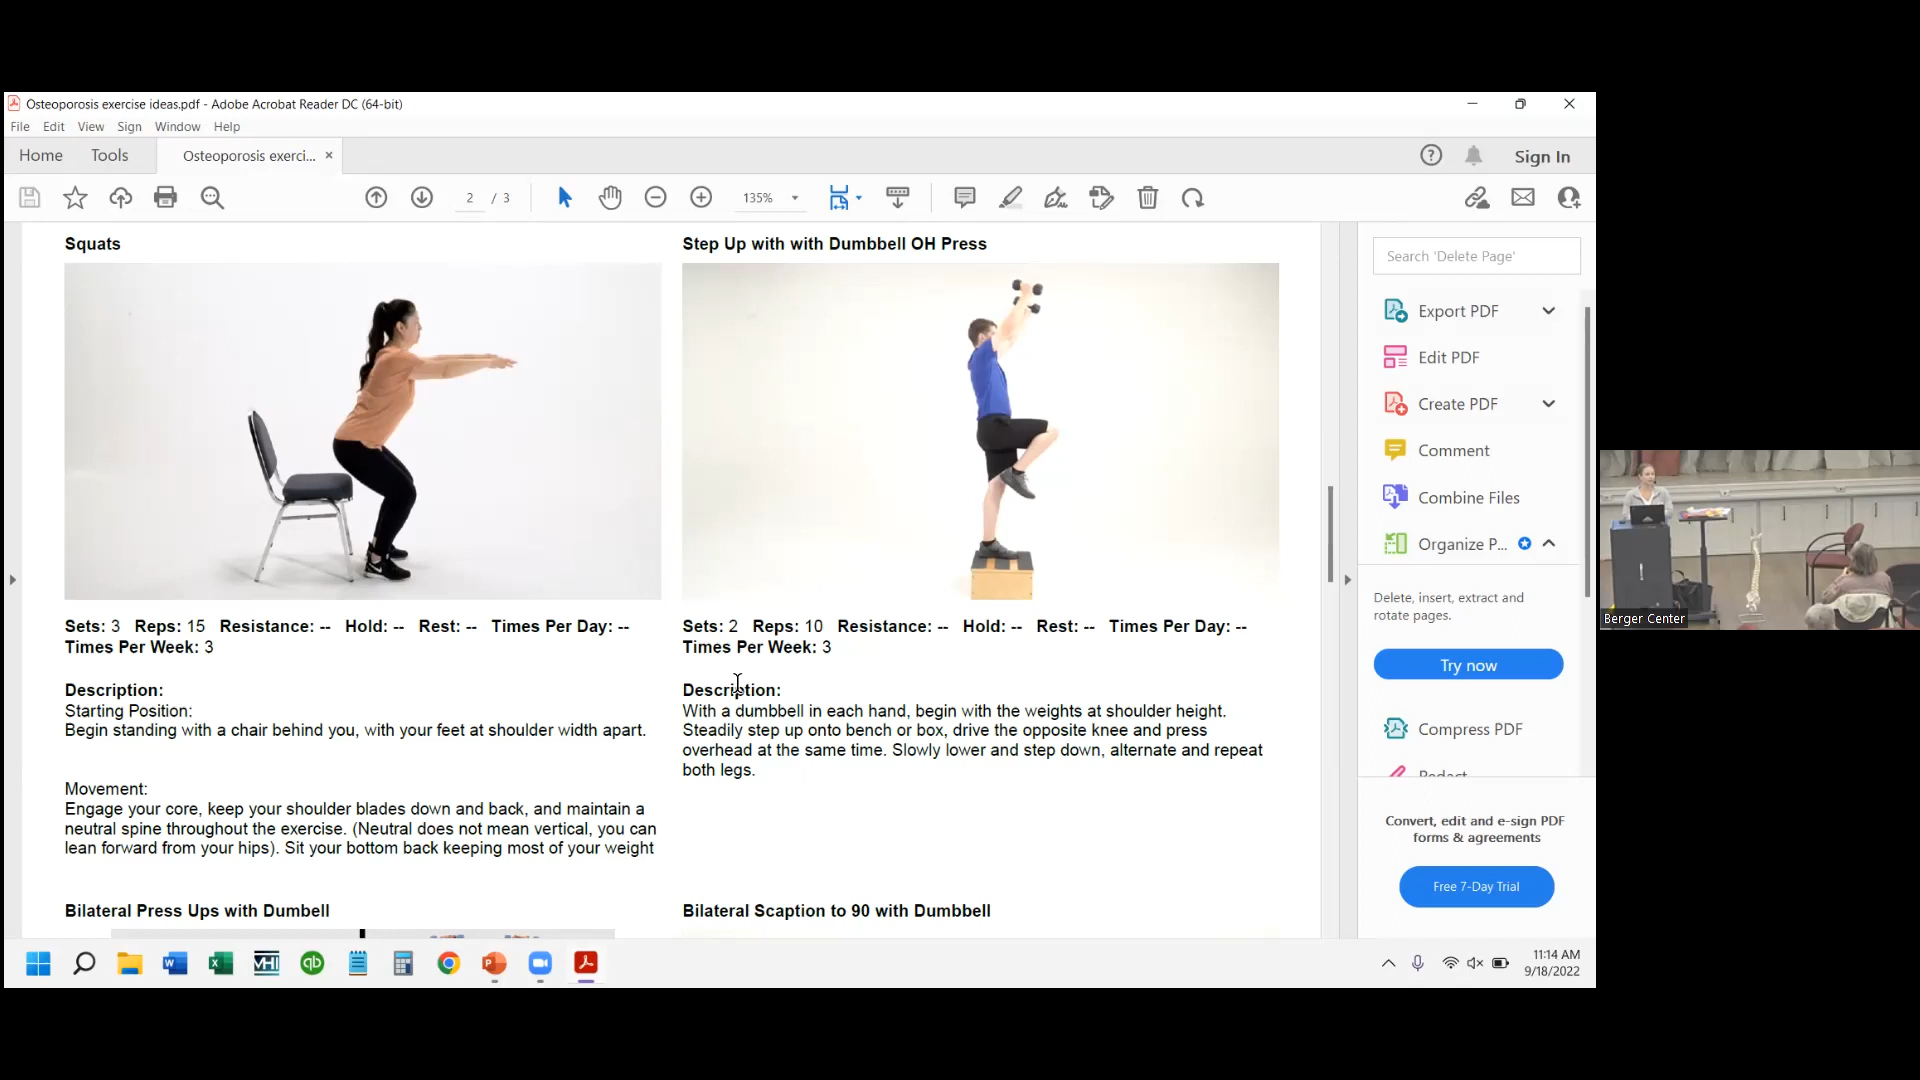 Osteoporosis exercise ideas.pdf - Adobe Acrobat Reader DC (64-bit)
File Edit View Sign Window Help
Home Tools Osteoporosis exerci... ×
Sign In
2 / 3
135%
Squats
Step Up with with Dumbbell OH Press
Sets: 3 Reps: 15 Resistance: -- Hold: -- Rest: -- Times Per Day: --
Times Per Week: 3
Description:
Starting Position:
Begin standing with a chair behind you, with your feet at shoulder width apart.
Movement:
Engage your core, keep your shoulder blades down and back, and maintain a
neutral spine throughout the exercise. (Neutral does not mean vertical, you can
lean forward from your hips). Sit your bottom back keeping most of your weight
Sets: 2 Reps: 10 Resistance: -- Hold: -- Rest: -- Times Per Day: --
Times Per Week: 3
Description:
With a dumbbell in each hand, begin with the weights at shoulder height.
Steadily step up onto bench or box, drive the opposite knee and press
overhead at the same time. Slowly lower and step down, alternate and repeat
both legs.
Bilateral Press Ups with Dumbell
Bilateral Scaption to 90 with Dumbbell
Search 'Delete Page'
Export PDF
Edit PDF
Create PDF
Comment
Combine Files
Organize P...
Delete, insert, extract and
rotate pages.
Try now
Compress PDF
Redact
Convert, edit and e-sign PDF
forms & agreements
Free 7-Day Trial
VHI
qb
11:14 AM
9/18/2022
Berger Center